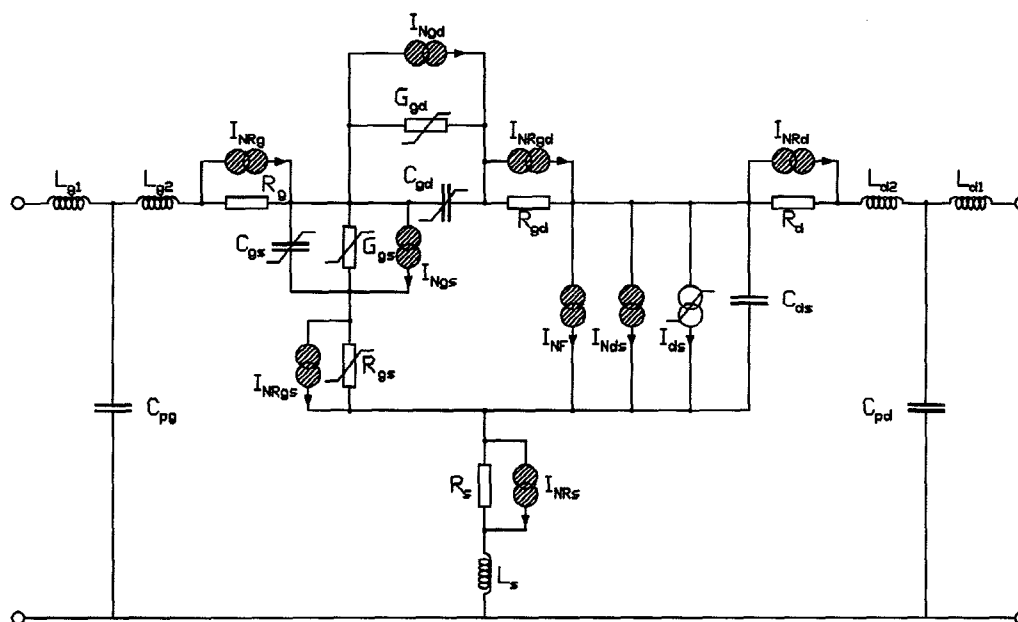 I_Ngd
G_gd
I_NRg
I_NRgd
I_NRd
L_g1
L_g2
R_g
C_gd
R_gd
R_d
L_d2
L_d1
C_gs
G_gs
I_Ngs
I_NF
I_Nds
I_ds
C_ds
I_NRgs
R_gs
C_pg
C_pd
R_s
I_NRs
L_s